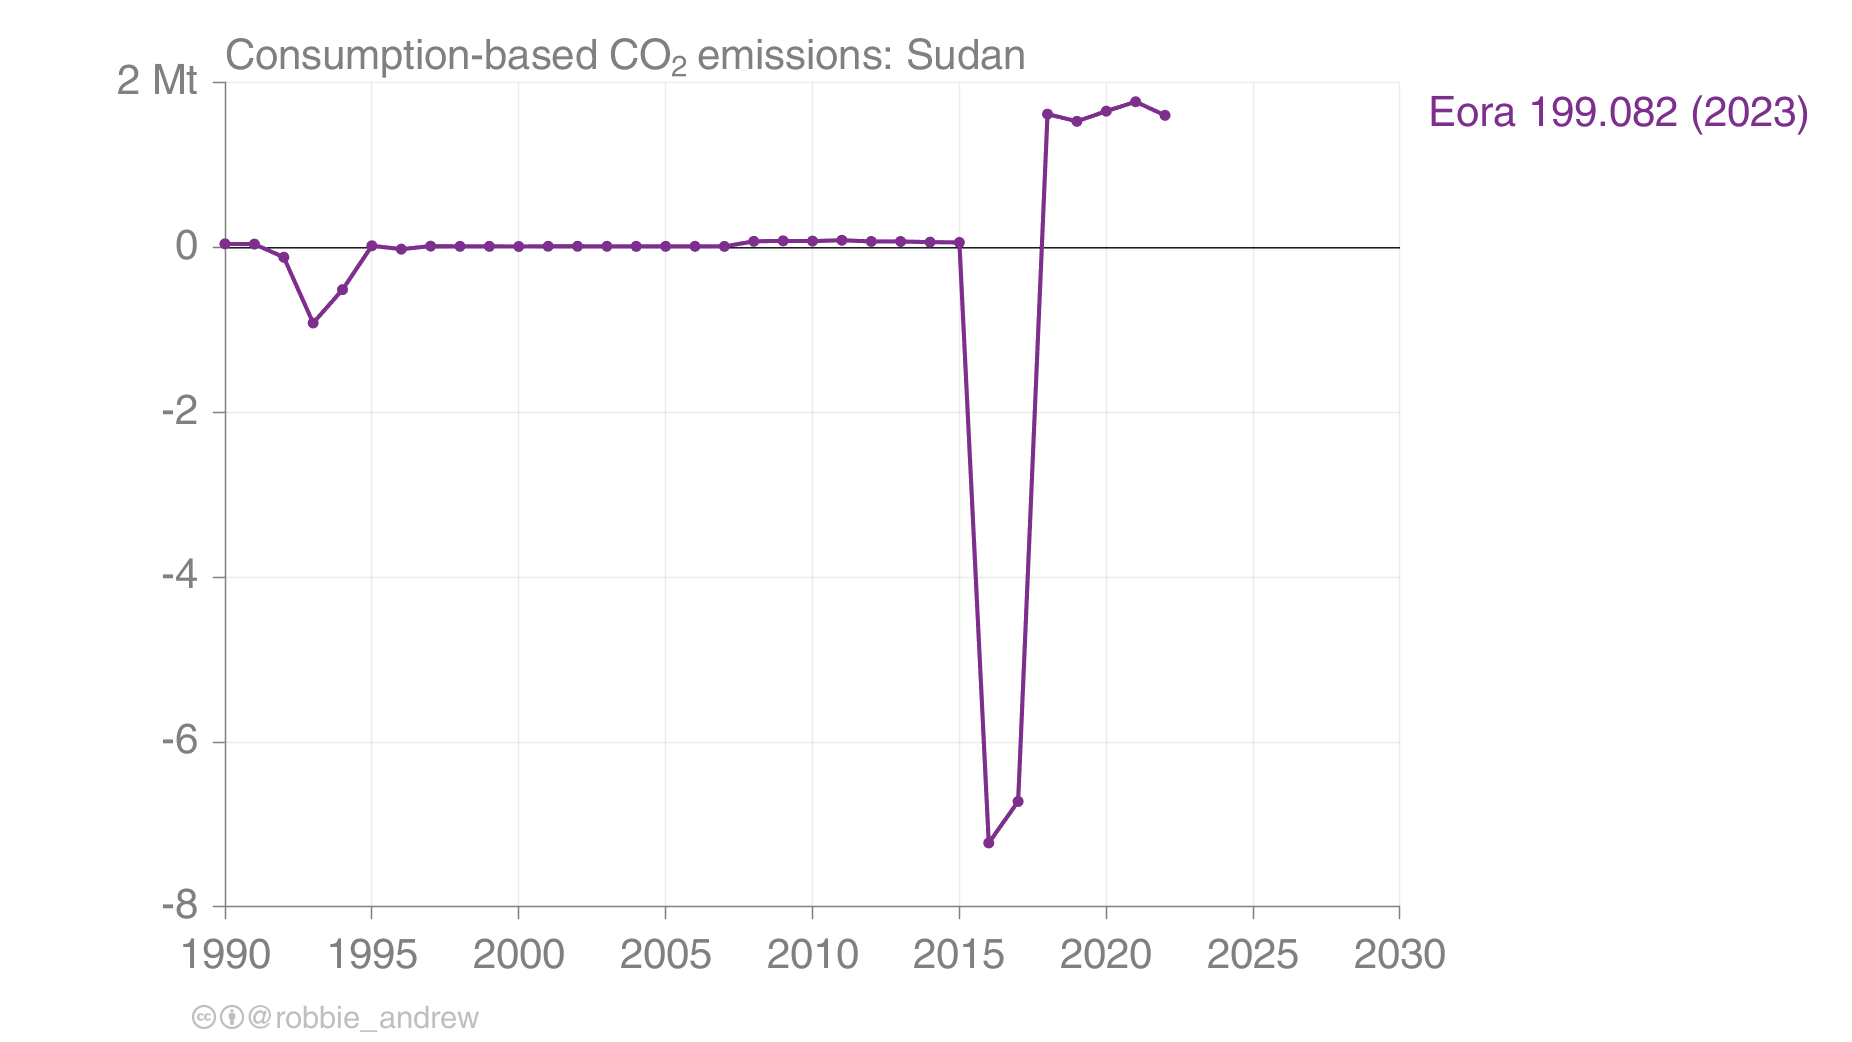 Consumption-based CO₂ emissions: Sudan
2 Mt
Eora 199.082 (2023)
0
-2
-4
-6
-8
1990 1995 2000 2005 2010 2015 2020 2025 2030
cc @robbie_andrew